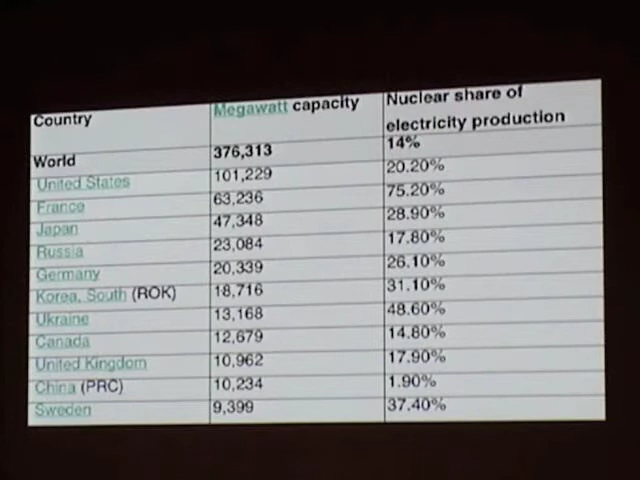 Country Megawatt capacity Nuclear share of
electricity production
World 376,313 14%
United States 101,229 20.20%
France 63,236 75.20%
Japan 47,348 28.90%
Russia 23,084 17.80%
Germany 20,339 26.10%
Korea, South (ROK) 18,716 31.10%
Ukraine 13,168 48.60%
Canada 12,679 14.80%
United Kingdom 10,962 17.90%
China (PRC) 10,234 1.90%
Sweden 9,399 37.40%